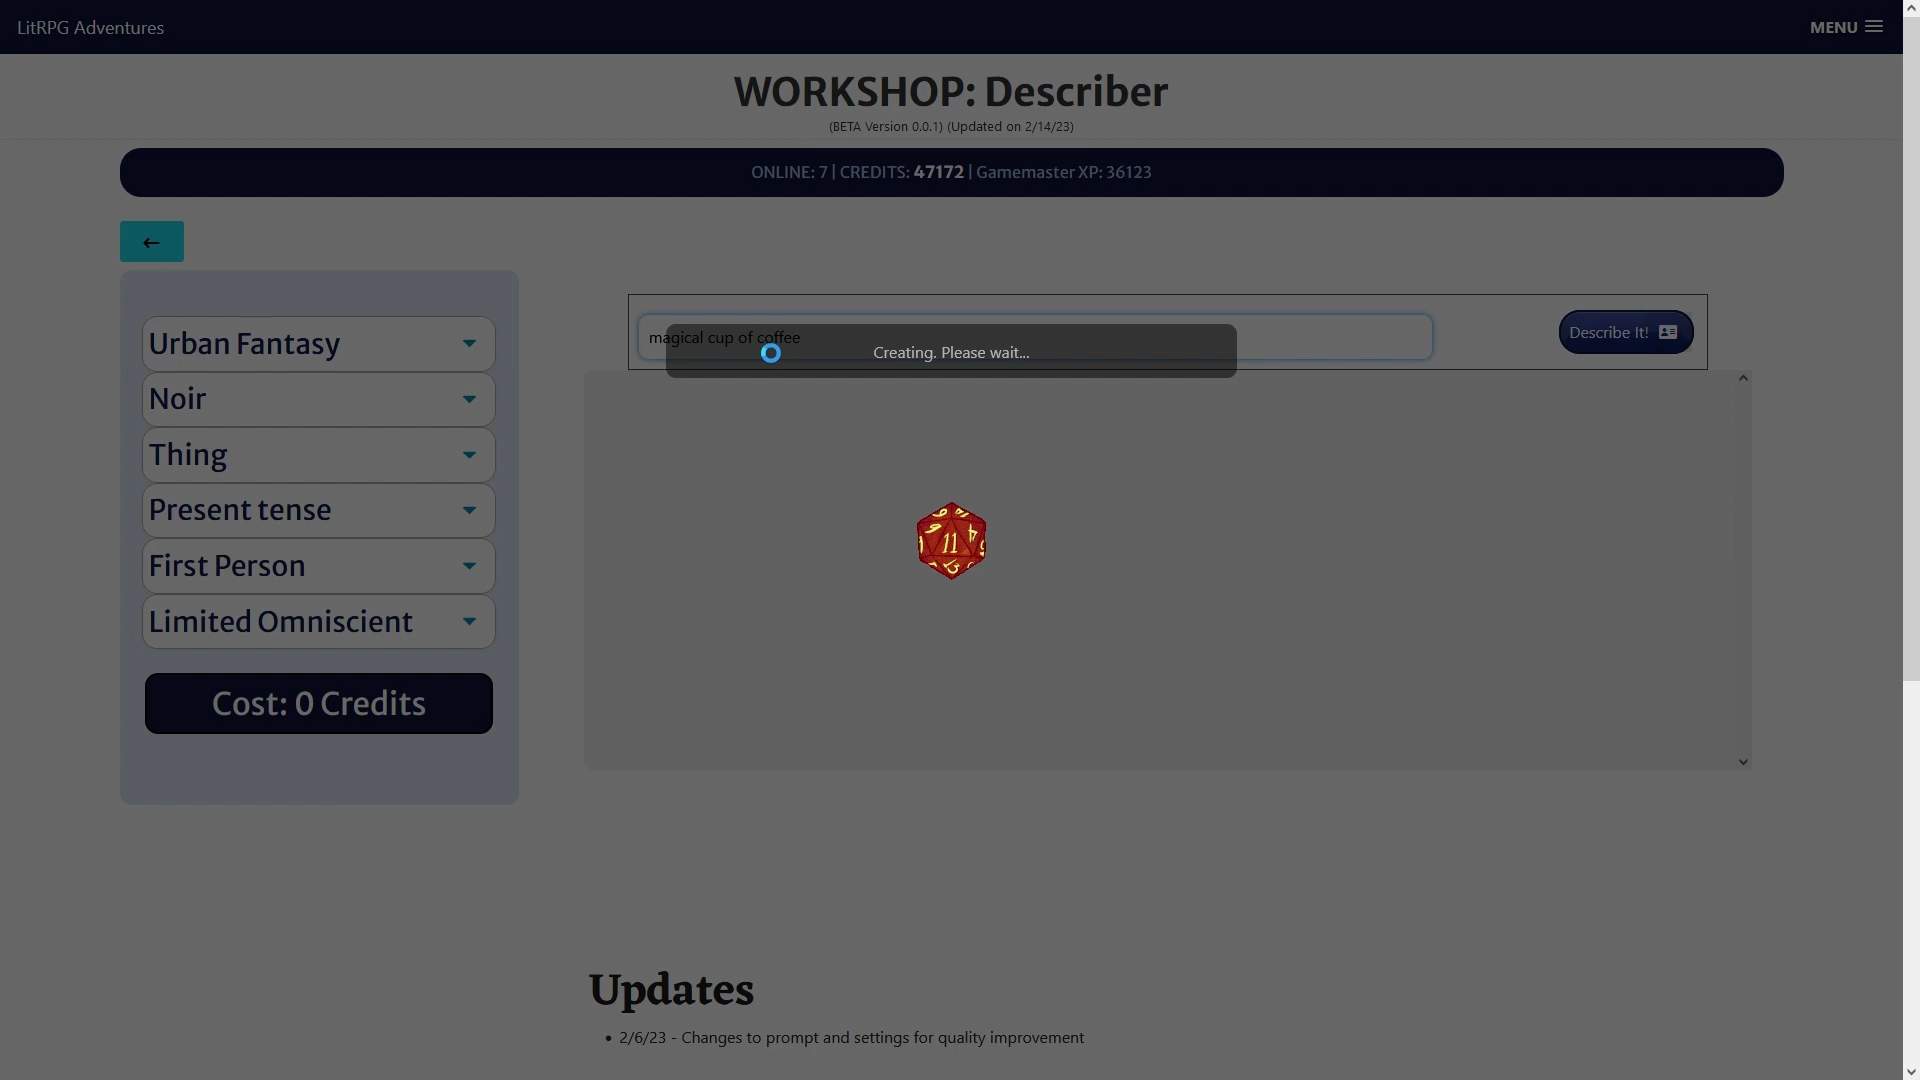 LitRPG Adventures
MENU
WORKSHOP: Describer
(BETA Version 0.0.1) (Updated on 2/14/23)
ONLINE: 7 | CREDITS: 47172 | Gamemaster XP: 36123
←
Urban Fantasy
Noir
Thing
Present tense
First Person
Limited Omniscient
Cost: 0 Credits
magical cup of coffee
Describe It!
Creating. Please wait...
11
Updates
• 2/6/23 - Changes to prompt and settings for quality improvement